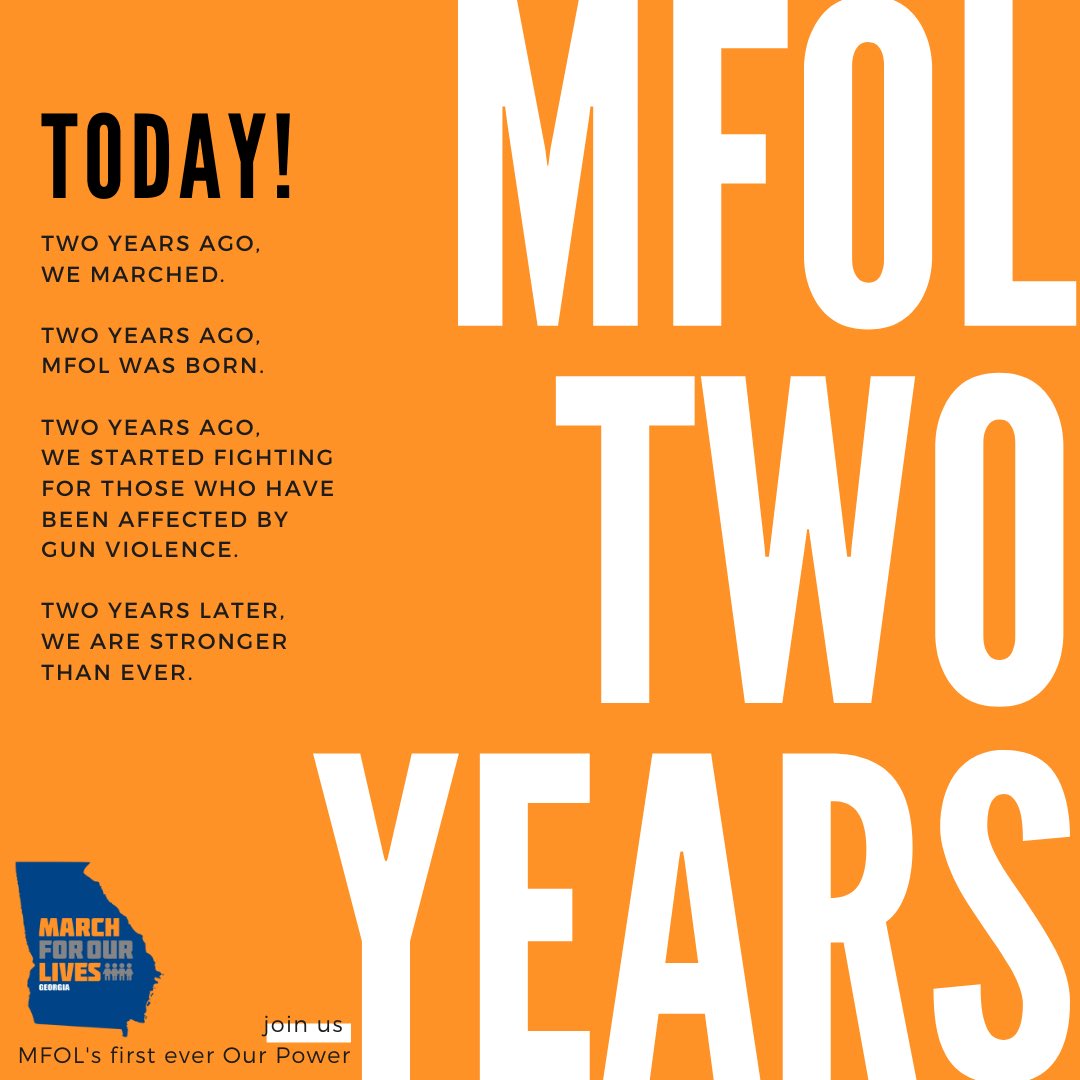 TODAY!
TWO YEARS AGO,
WE MARCHED.
TWO YEARS AGO,
MFOL WAS BORN.
TWO YEARS AGO,
WE STARTED FIGHTING
FOR THOSE WHO HAVE
BEEN AFFECTED BY
GUN VIOLENCE.
TWO YEARS LATER,
WE ARE STRONGER
THAN EVER.
MFOL
TWO
YEARS
MARCH
FOR OUR
LIVES
GEORGIA
join us
MFOL's first ever Our Power